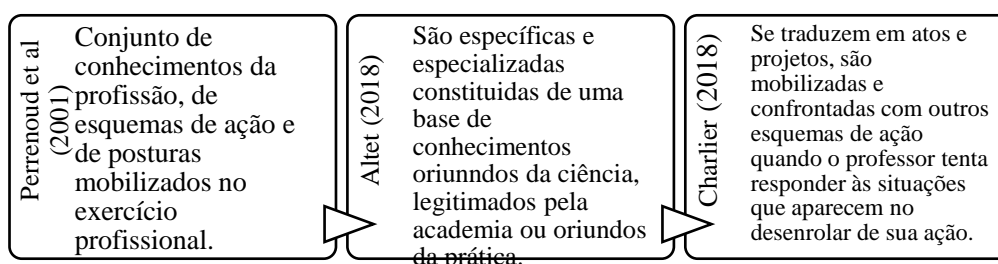 Perrenoud et al
(2001)
Conjunto de
conhecimentos da
profissão, de
esquemas de ação e
de posturas
mobilizados no
exercício
profissional.
Altet (2018)
São específicas e
especializadas
constituidas de uma
base de
conhecimentos
oriunndos da ciência,
legitimados pela
academia ou oriundos
da prática.
Charlier (2018)
Se traduzem em atos e
projetos, são
mobilizadas e
confrontadas com outros
esquemas de ação
quando o professor tenta
responder às situações
que aparecem no
desenrolar de sua ação.